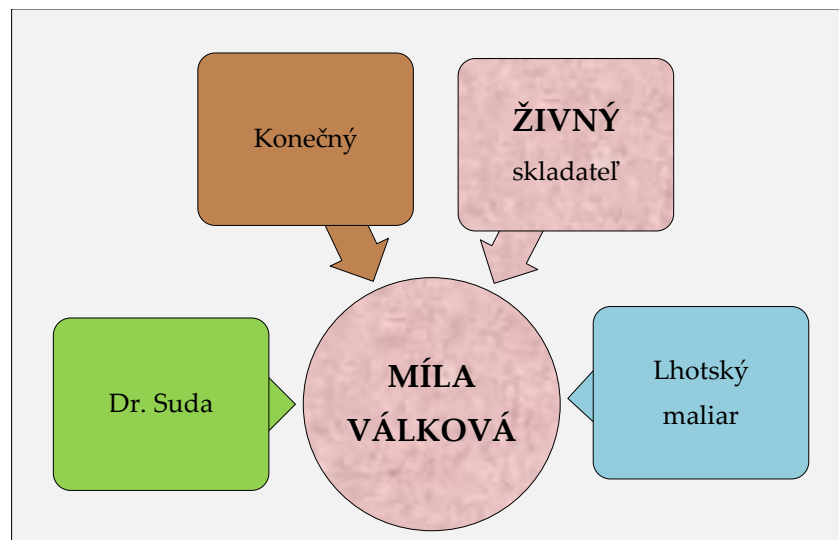 Konečný
ŽIVNÝ
skladateľ
Dr. Suda
MÍLA
VÁLKOVÁ
Lhotský
maliar